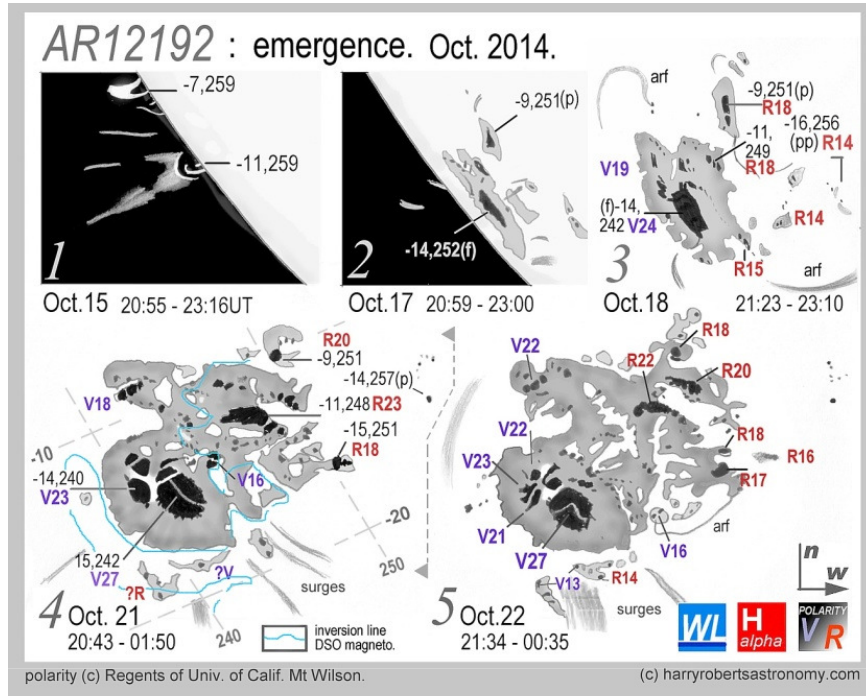 AR12192 : emergence. Oct. 2014.
-7,259
-11,259
1
Oct.15 20:55 - 23:16UT
-9,251(p)
-14,252(f)
2
Oct.17 20:59 - 23:00
arf
-9,251(p)
R18
-16,256
(pp) R14
-11,
249
R18
V19
(f)-14,
242 V24
R14
R15
arf
3
Oct.18 21:23 - 23:10
R20
-9,251
-14,257(p)
V18
-11,248 R23
-15,251
R18
-10
-14,240
V23
V16
15,242
V27
?R
?V
-20
250
240
surges
4
Oct. 21
20:43 - 01:50
inversion line
DSO magneto.
R18
V22
R22
R20
V22
R18
R16
V23
R17
V21
V27
V16
arf
V13
R14
surges
5
Oct.22
21:34 - 00:35
n
w
WL
H
alpha
POLARITY
V
R
polarity (c) Regents of Univ. of Calif. Mt Wilson.
(c) harryrobertsastronomy.com